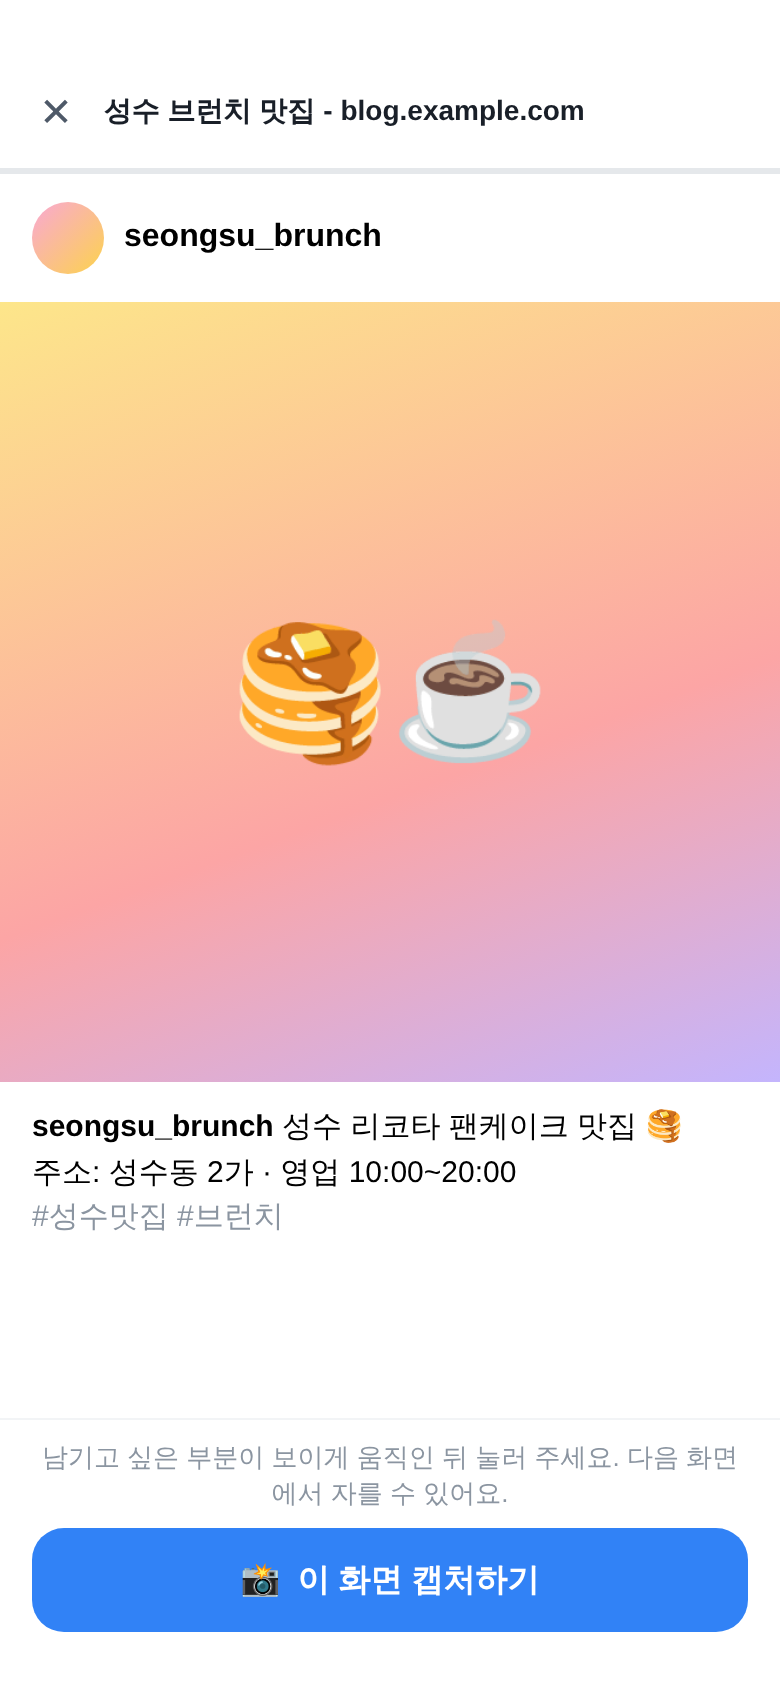 성수 브런치 맛집 - blog.example.com
seongsu_brunch
seongsu_brunch 성수 리코타 팬케이크 맛집 🥞
주소: 성수동 2가 · 영업 10:00~20:00
#성수맛집 #브런치
남기고 싶은 부분이 보이게 움직인 뒤 눌러 주세요. 다음 화면
에서 자를 수 있어요.
📸 이 화면 캡처하기